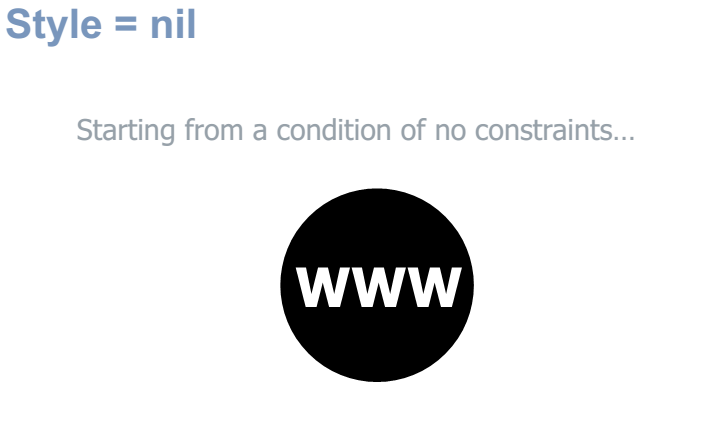 Style = nil
Starting from a condition of no constraints…
www